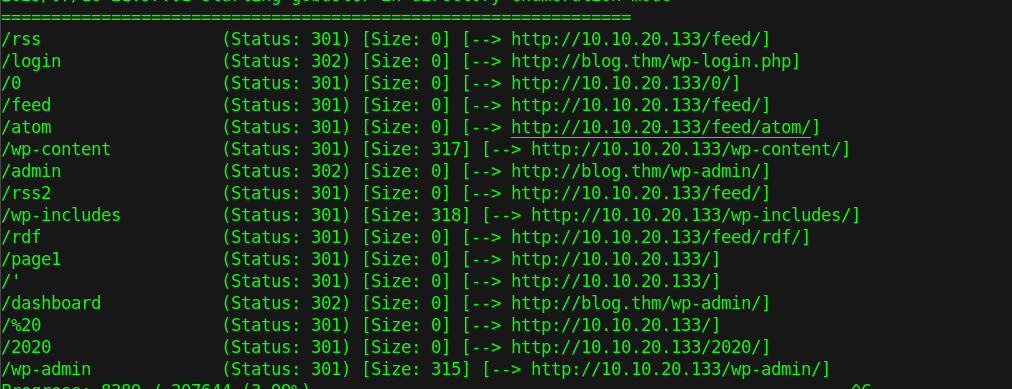 ===============================================================
/rss                  (Status: 301) [Size: 0] [--> http://10.10.20.133/feed/]
/login                (Status: 302) [Size: 0] [--> http://blog.thm/wp-login.php]
/0                    (Status: 301) [Size: 0] [--> http://10.10.20.133/0/]
/feed                 (Status: 301) [Size: 0] [--> http://10.10.20.133/feed/]
/atom                 (Status: 301) [Size: 0] [--> http://10.10.20.133/feed/atom/]
/wp-content           (Status: 301) [Size: 317] [--> http://10.10.20.133/wp-content/]
/admin                (Status: 302) [Size: 0] [--> http://blog.thm/wp-admin/]
/rss2                 (Status: 301) [Size: 0] [--> http://10.10.20.133/feed/]
/wp-includes          (Status: 301) [Size: 318] [--> http://10.10.20.133/wp-includes/]
/rdf                  (Status: 301) [Size: 0] [--> http://10.10.20.133/feed/rdf/]
/page1                (Status: 301) [Size: 0] [--> http://10.10.20.133/]
/'                    (Status: 301) [Size: 0] [--> http://10.10.20.133/]
/dashboard            (Status: 302) [Size: 0] [--> http://blog.thm/wp-admin/]
/%20                  (Status: 301) [Size: 0] [--> http://10.10.20.133/]
/2020                 (Status: 301) [Size: 0] [--> http://10.10.20.133/2020/]
/wp-admin             (Status: 301) [Size: 315] [--> http://10.10.20.133/wp-admin/]